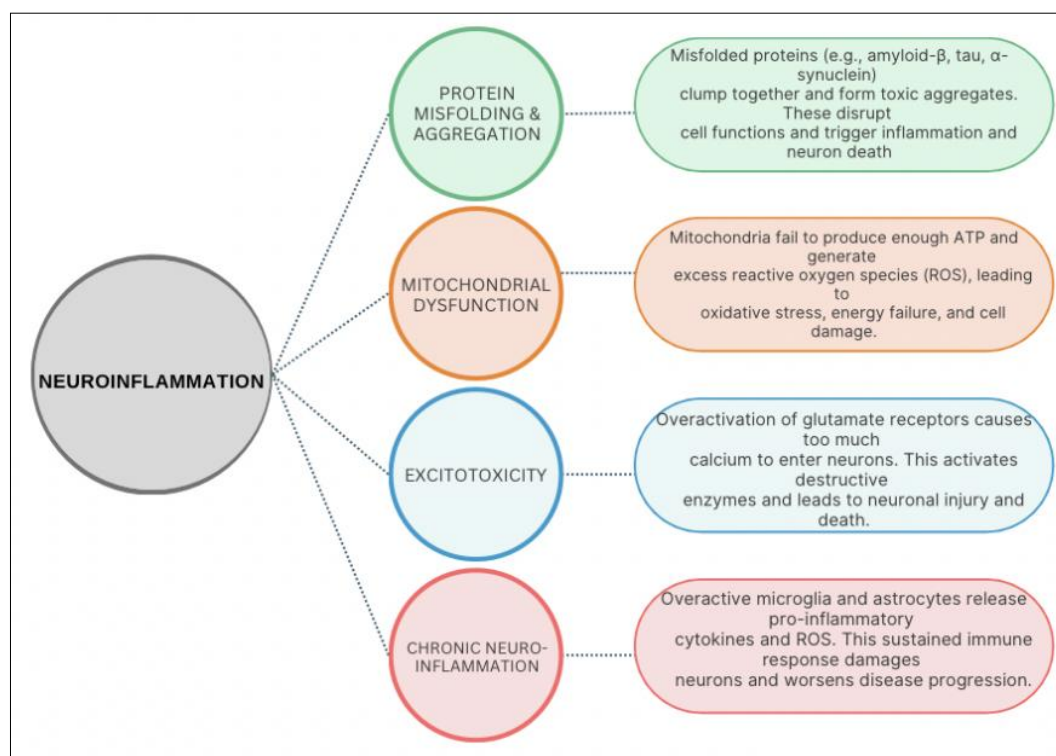 NEUROINFLAMMATION
PROTEIN
MISFOLDING &
AGGREGATION
Misfolded proteins (e.g., amyloid-β, tau, α-
synuclein)
clump together and form toxic aggregates.
These disrupt
cell functions and trigger inflammation and
neuron death
MITOCHONDRIAL
DYSFUNCTION
Mitochondria fail to produce enough ATP and
generate
excess reactive oxygen species (ROS), leading
to
oxidative stress, energy failure, and cell
damage.
EXCITOTOXICITY
Overactivation of glutamate receptors causes
too much
calcium to enter neurons. This activates
destructive
enzymes and leads to neuronal injury and
death.
CHRONIC NEURO-
INFLAMMATION
Overactive microglia and astrocytes release
pro-inflammatory
cytokines and ROS. This sustained immune
response damages
neurons and worsens disease progression.